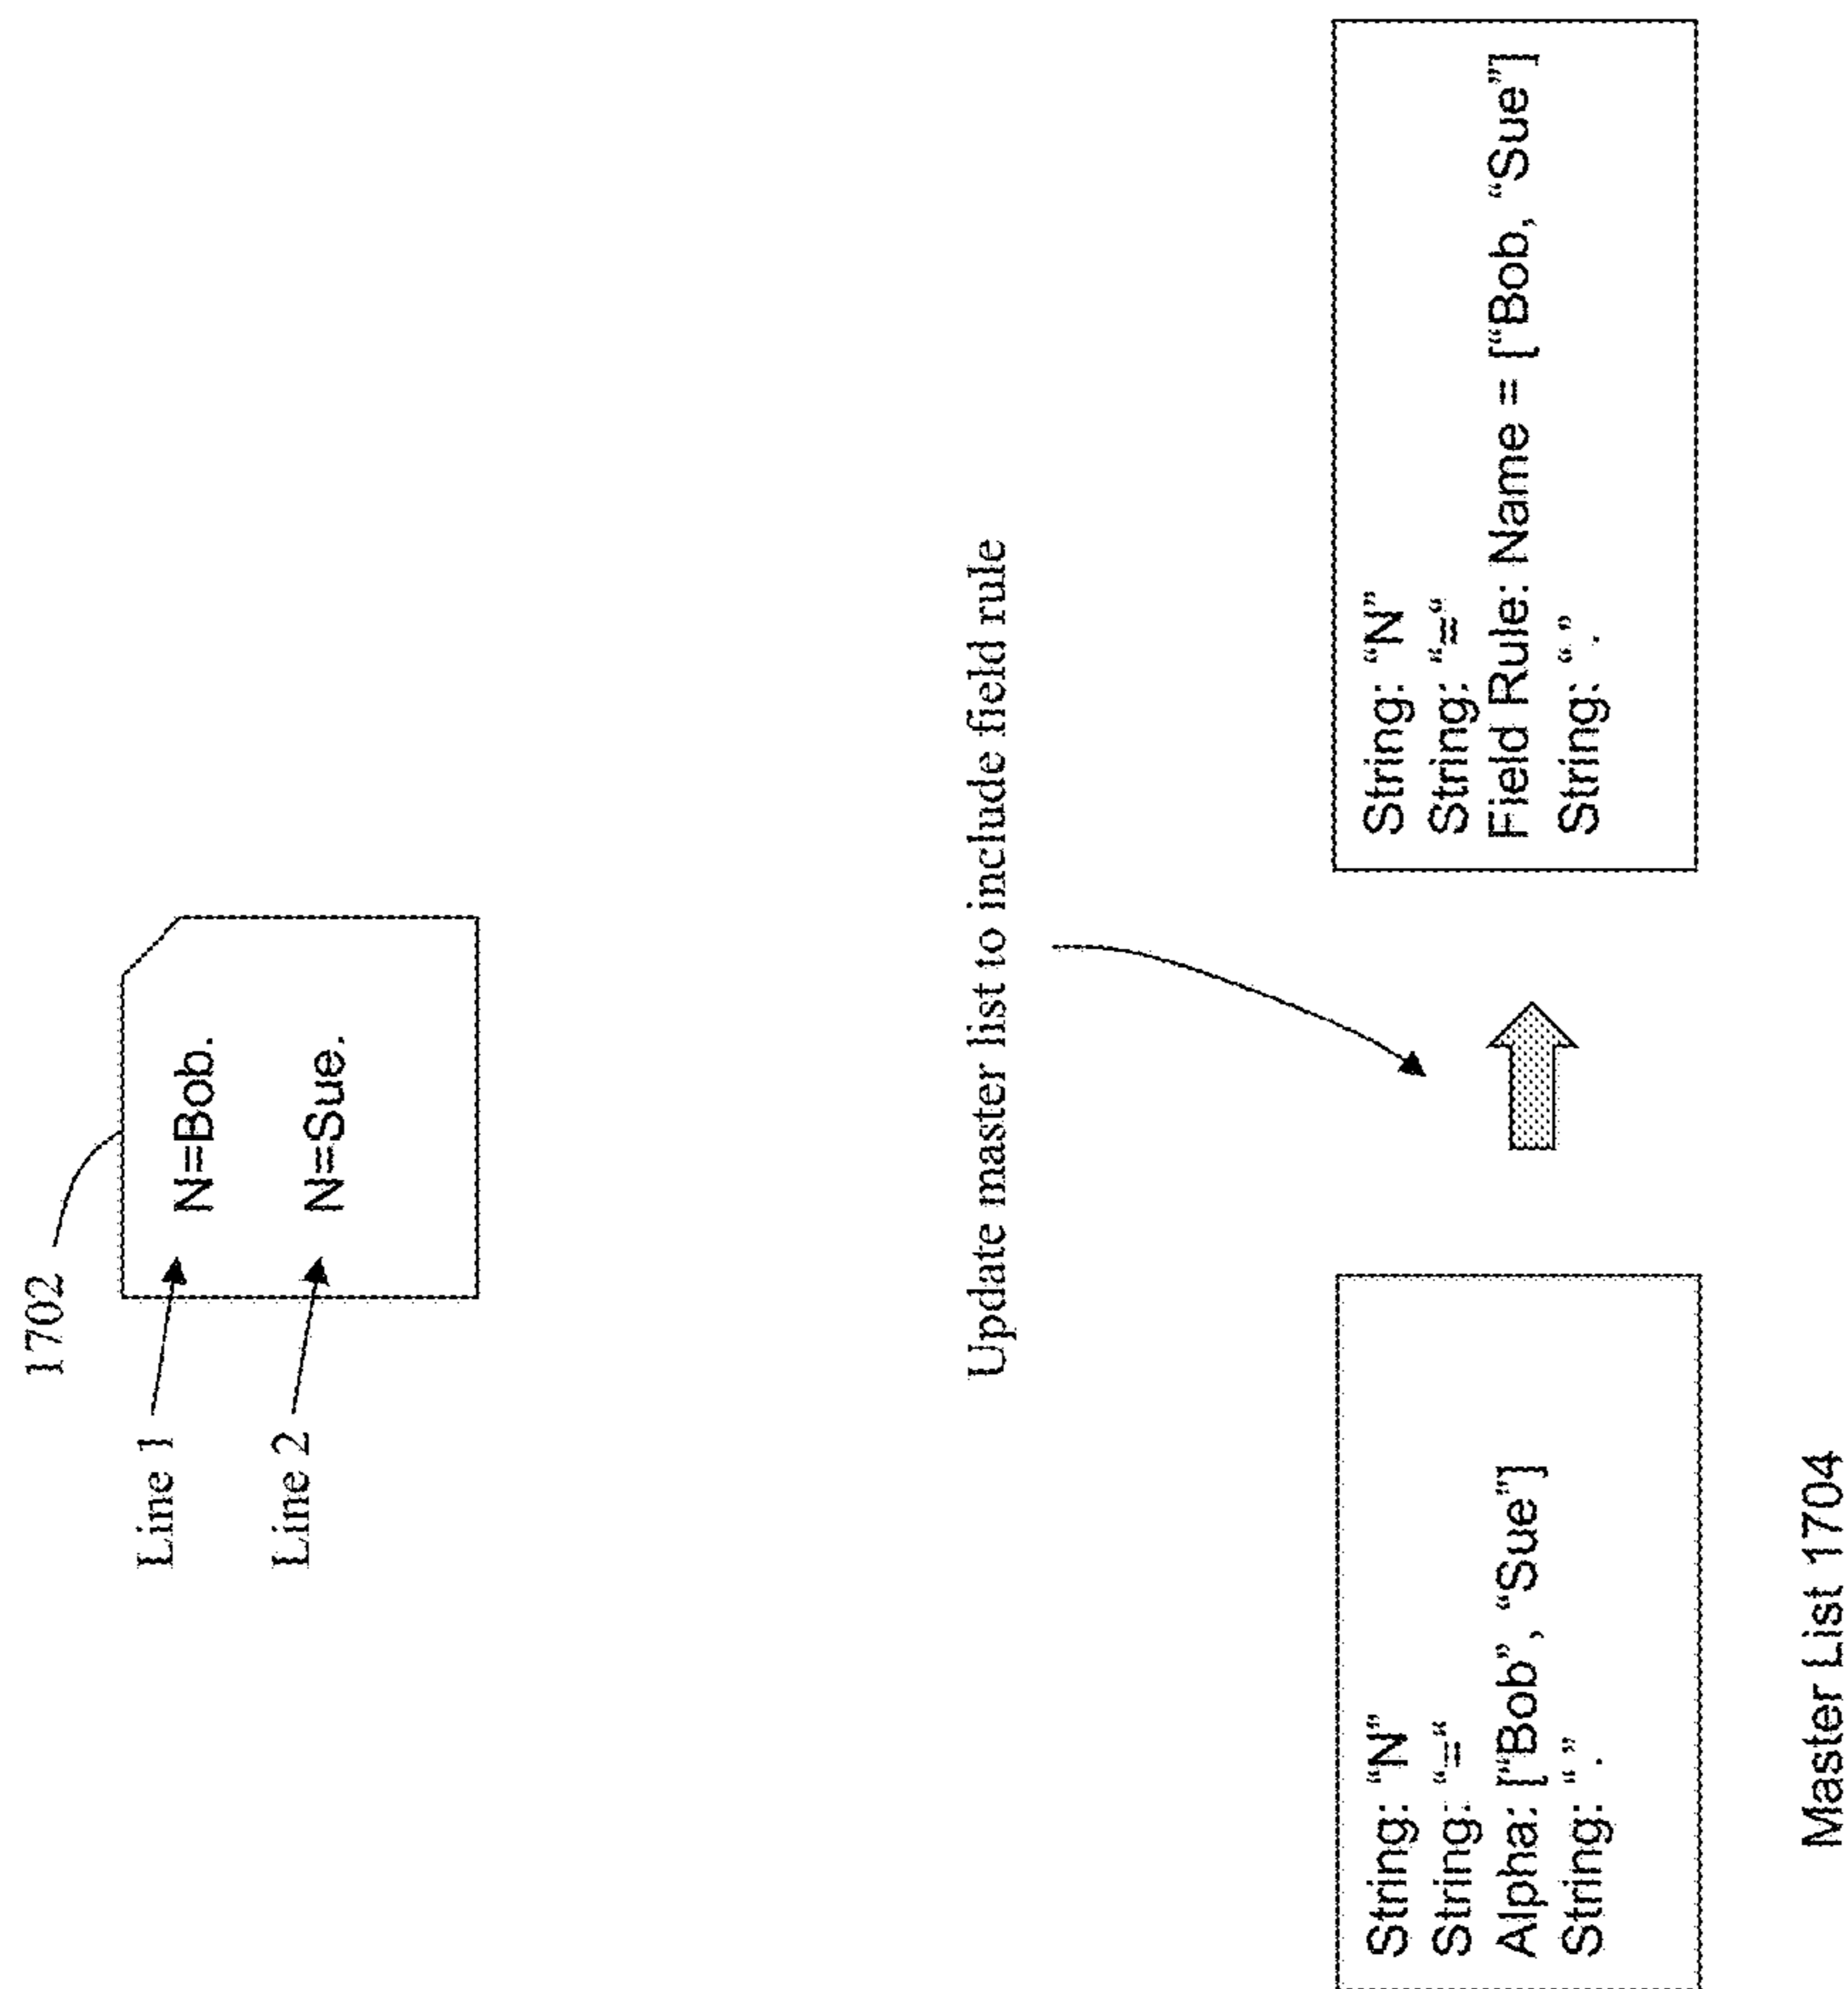 1702
Line 1
N=Bob.
Line 2
N=Sue.
Update master list to include field rule
String: “N”
String: “=“
Alpha: [“Bob”, “Sue”]
String: “.”
String: “N”
String: “=“
Field Rule: Name = [“Bob, “Sue”]
String: “.”
Master List 1704